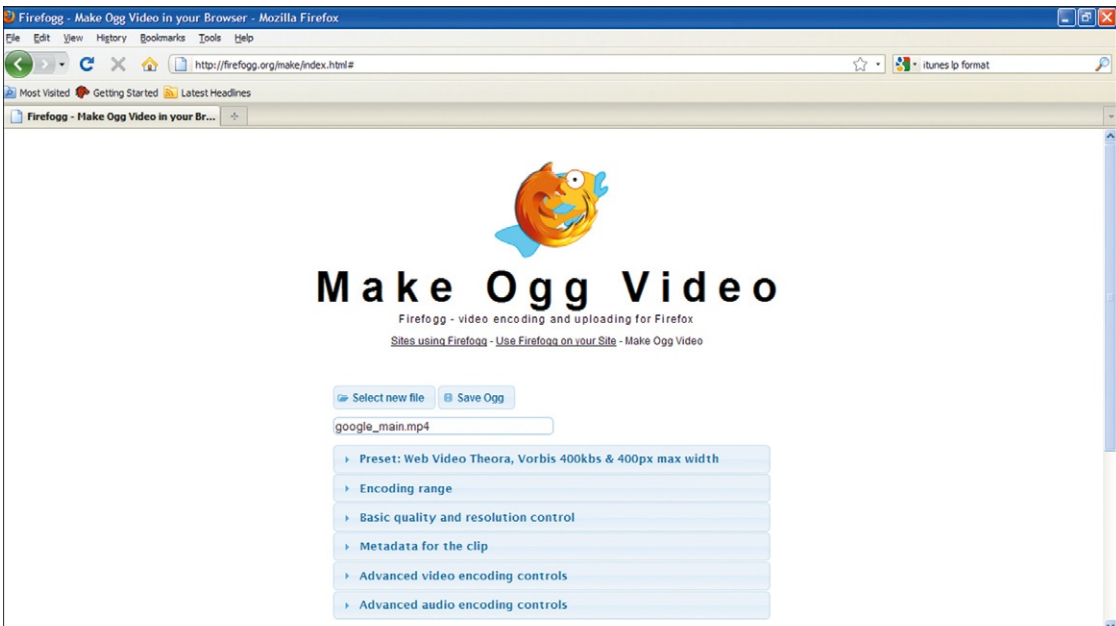 Firefogg - Make Ogg Video in your Browser - Mozilla Firefox
File Edit View History Bookmarks Tools Help
http://firefogg.org/make/index.html# itunes lp format
Most Visited Getting Started Latest Headlines
Firefogg - Make Ogg Video in your Br...
Make Ogg Video
Firefogg - video encoding and uploading for Firefox
Sites using Firefogg - Use Firefogg on your Site - Make Ogg Video
Select new file Save Ogg
google_main.mp4
Preset: Web Video Theora, Vorbis 400kbs & 400px max width
Encoding range
Basic quality and resolution control
Metadata for the clip
Advanced video encoding controls
Advanced audio encoding controls